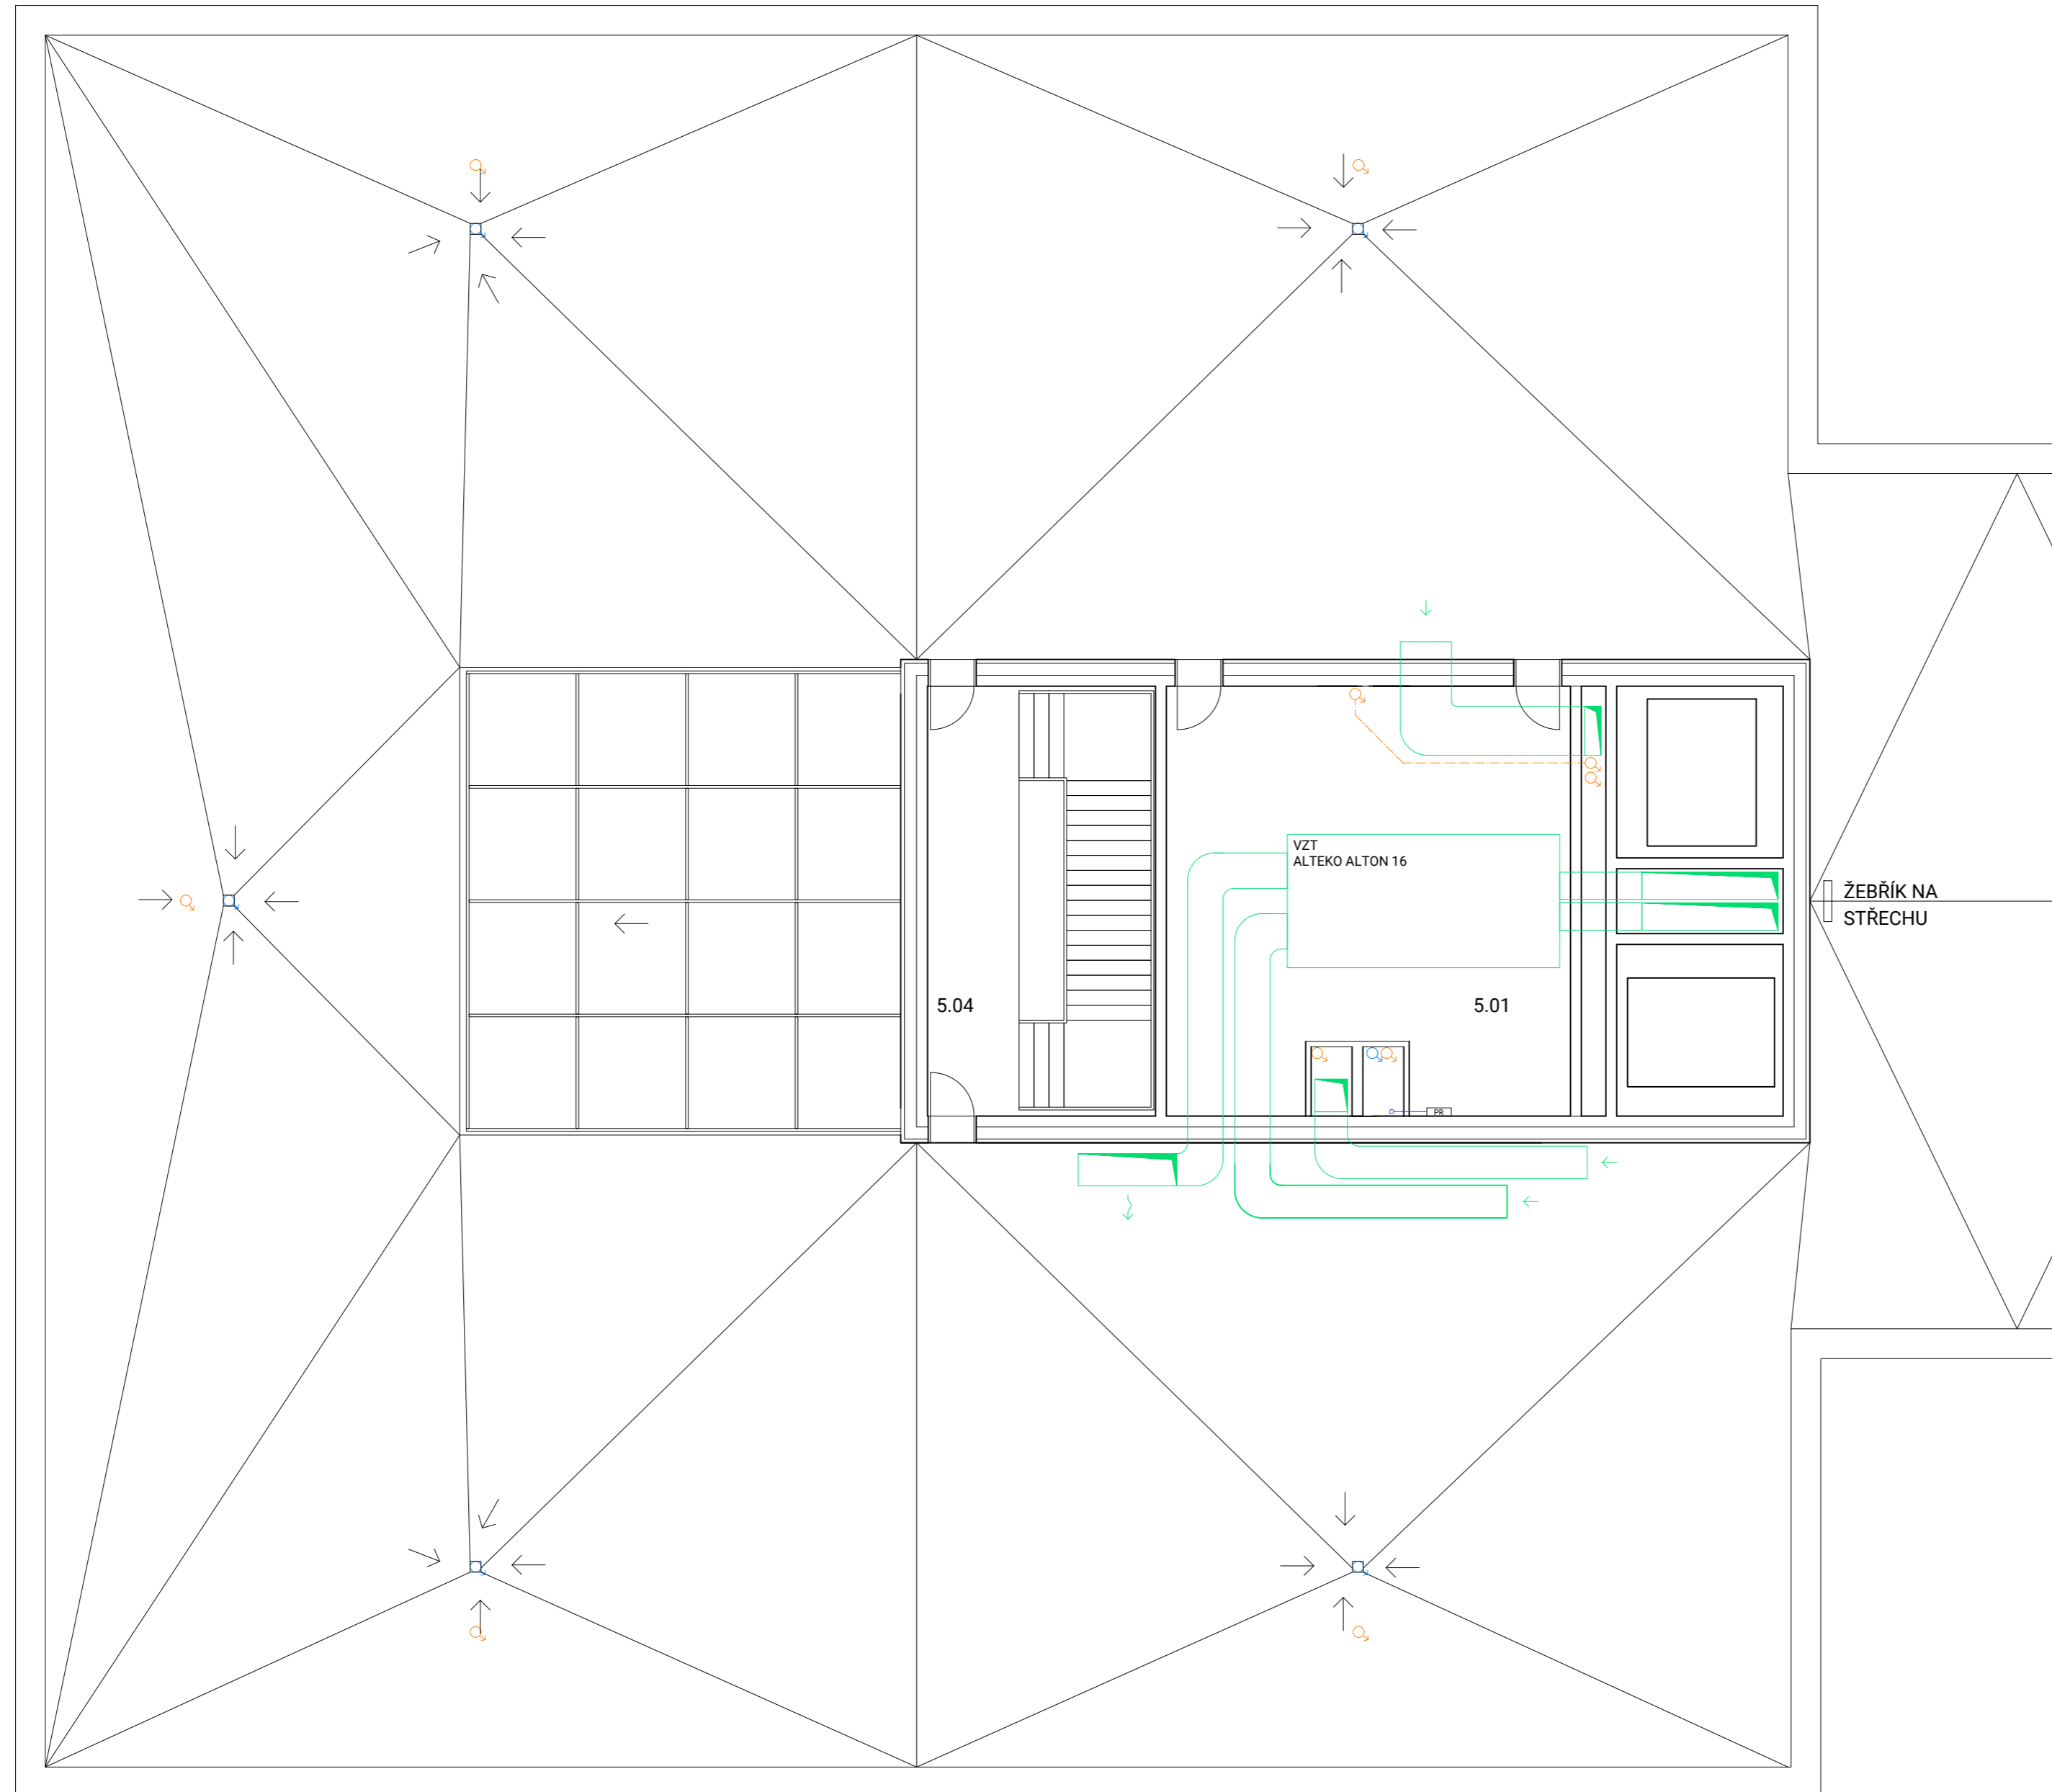 VZT
ALTEKO ALTON 16
ŽEBŘÍK NA
STŘECHU
5.04
5.01
PR